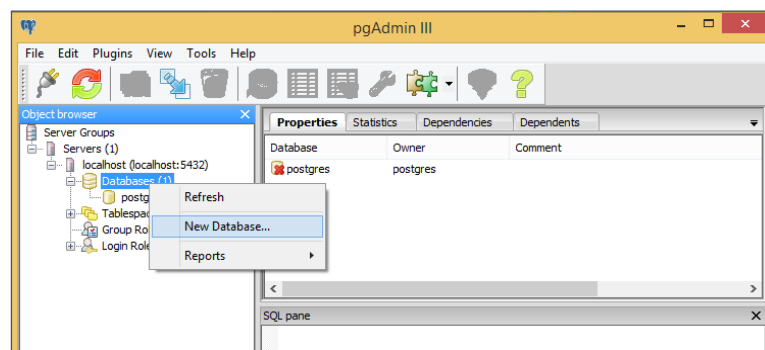 pgAdmin III
File Edit Plugins View Tools Help
Object browser
Server Groups
Servers (1)
localhost (localhost:5432)
Databases (1)
postg
Tablespac
Group Ro
Login Role
Refresh
New Database...
Reports
Properties Statistics Dependencies Dependents
Database Owner Comment
postgres postgres
SQL pane